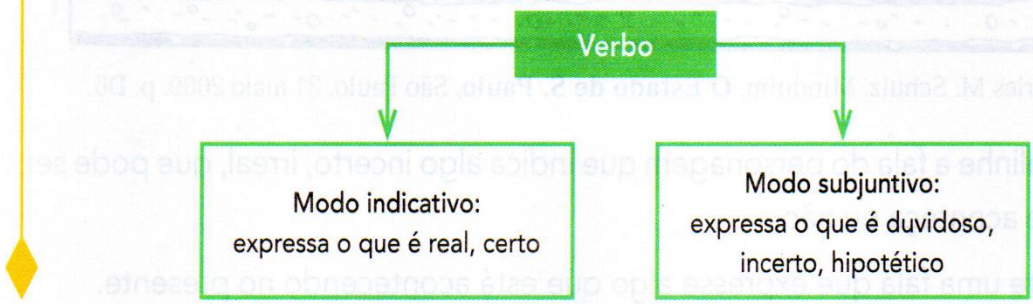 Verbo
Modo indicativo:
expressa o que é real, certo
Modo subjuntivo:
expressa o que é duvidoso,
incerto, hipotético